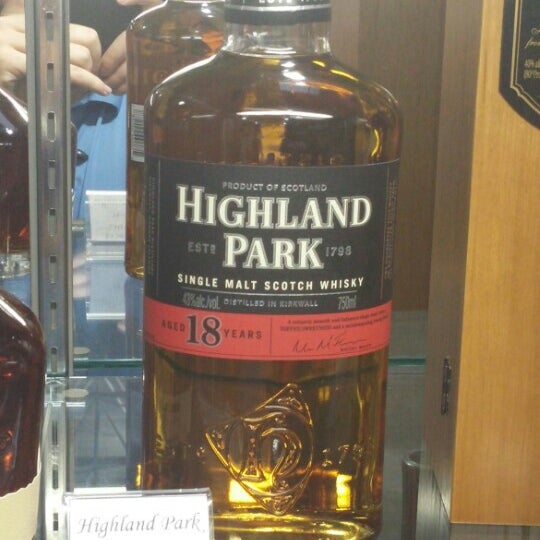 PRODUCT OF SCOTLAND
HIGHLAND
PARK
ESTD 1798
SINGLE MALT SCOTCH WHISKY
43%alc./vol. DISTILLED IN KIRKWALL 750ml
AGED 18 YEARS
Highland Park